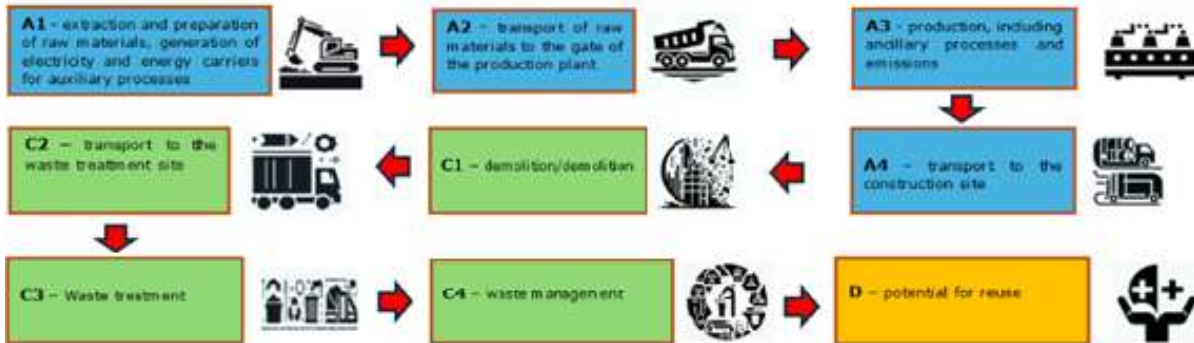 A1 - extraction and preparation
of raw materials, generation of
electricity and energy carriers
for auxiliary processes
A2 - transport of raw
materials to the gate of
the production plant
A3 - production, including
ancillary processes and
emissions
C2 – transport to the
waste treatment site
C1 – demolition/demolition
A4 – transport to the
construction site
C3 – Waste treatment
C4 – waste management
D – potential for reuse